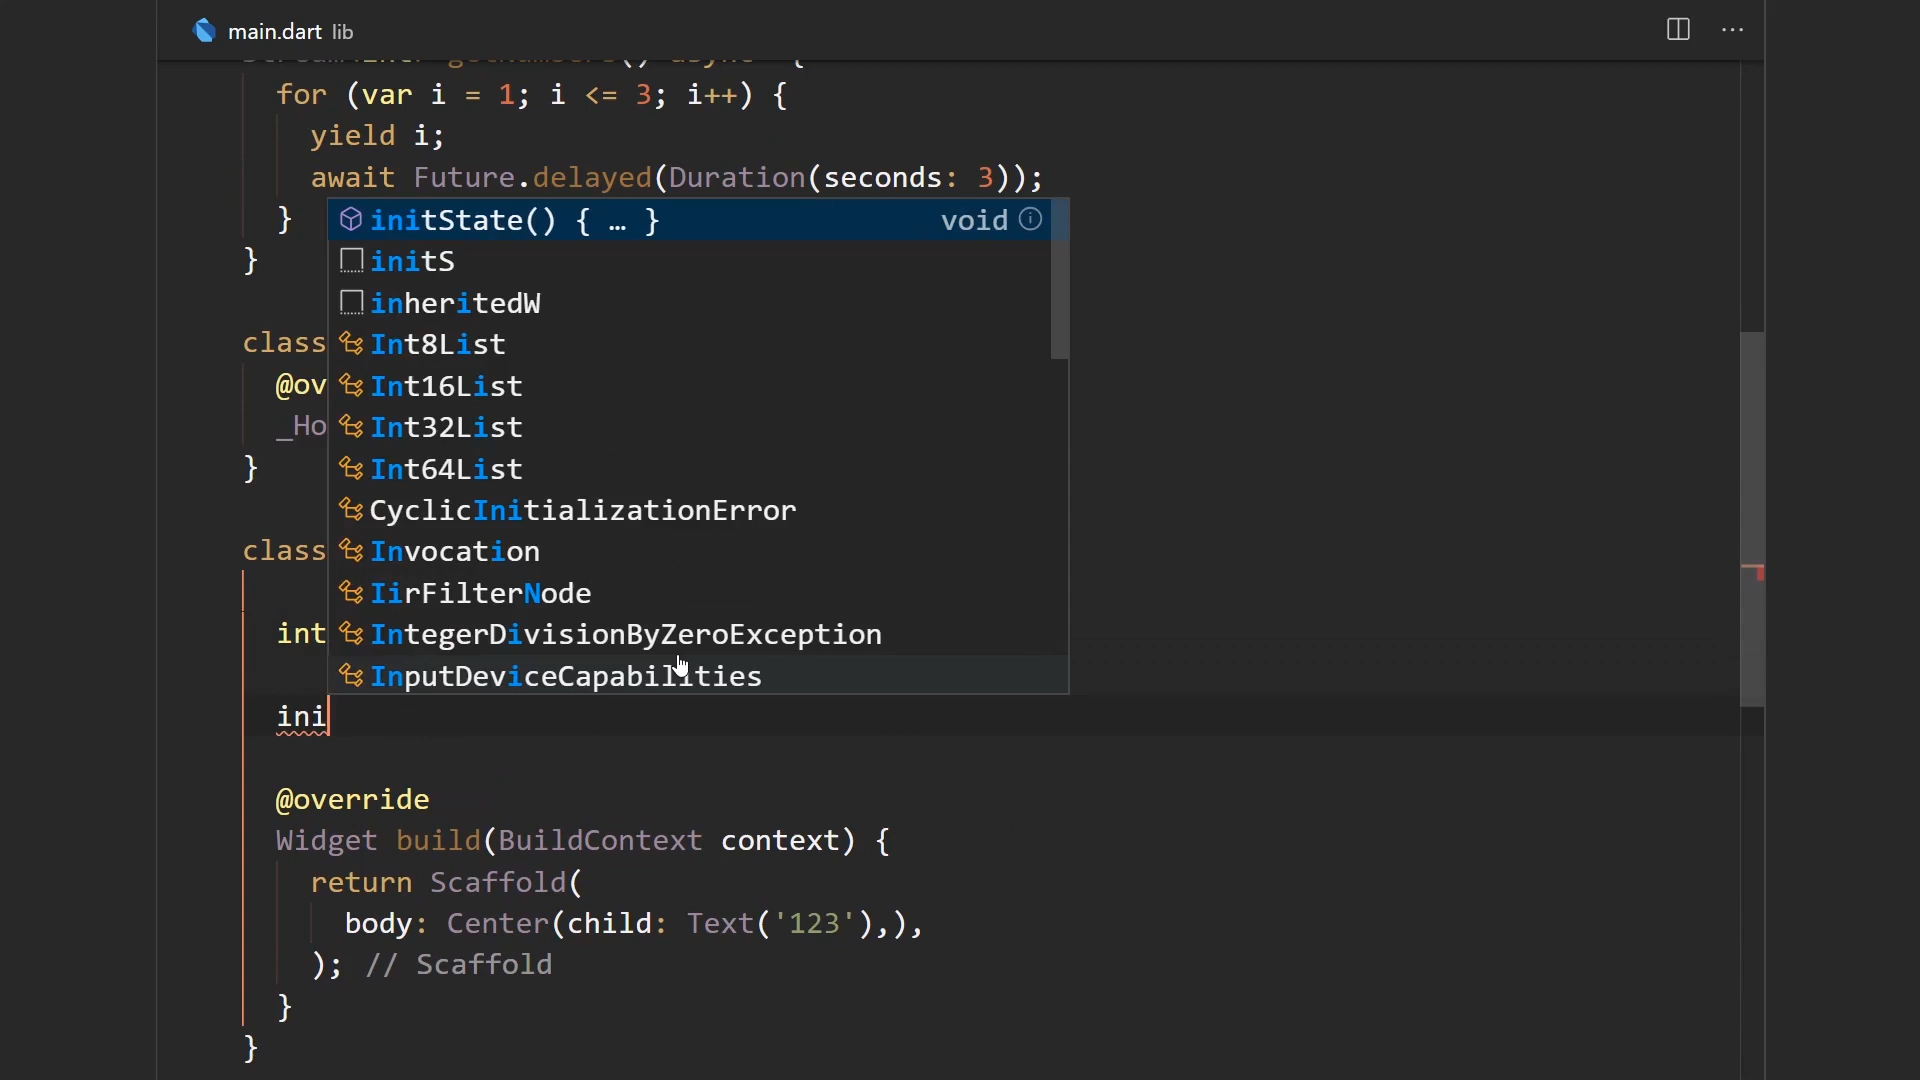 main.dart lib
for (var i = 1; i <= 3; i++) {
yield i;
await Future.delayed(Duration(seconds: 3));
}
initState() { … } void
}
initS
inheritedW
class
Int8List
@ov
Int16List
_Ho
Int32List
}
Int64List
CyclicInitializationError
class
Invocation
IirFilterNode
int
IntegerDivisionByZeroException
InputDeviceCapabilities
ini
@override
Widget build(BuildContext context) {
return Scaffold(
body: Center(child: Text('123'),),
); // Scaffold
}
}